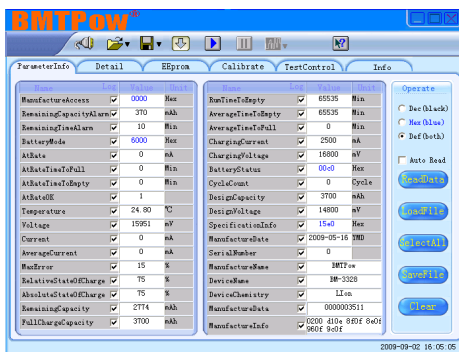 BMTPow®
ParameterInfo Detail EEprom Calibrate TestControl Info
Name Log Value Unit Name Log Value Unit Operate
ManufactureAccess 0000 Hex RunTimeToEmpty 65535 Min
RemainingCapacityAlarm 370 mAh AverageTimeToEmpty 65535 Min
RemainingTimeAlarm 10 Min AverageTimeToFull 0 Min
BatteryMode 6000 Hex ChargingCurrent 2500 mA
AtRate 0 mA ChargingVoltage 16800 mV
AtRateTimeToFull 0 Min BatteryStatus 00c0 Hex
AtRateTimeToEmpty 0 Min CycleCount 0 Cycle
AtRateOK 1 DesignCapacity 3700 mAh
Temperature 24.80 ℃ DesignVoltage 14800 mV
Voltage 15951 mV SpecificationInfo 15e0 Hex
Current 0 mA ManufactureDate 2009-05-16 YMD
AverageCurrent 0 mA SerialNumber 0
MaxError 15 % ManufactureName BMTPow
RelativeStateOfCharge 75 % DeviceName BM-3328
AbsoluteStateOfCharge 75 % DeviceChemistry LIon
RemainingCapacity 2774 mAh ManufactureData 0000003511
FullChargeCapacity 3700 mAh ManufactureInfo 0200 d10e 8f0f 8e0f
960f 9c0f
Dec(black)
Hex(blue)
Def(both)
Auto Read
ReadData
LoadFile
SelectAll
SaveFile
Clear
2009-09-02 16:05:05